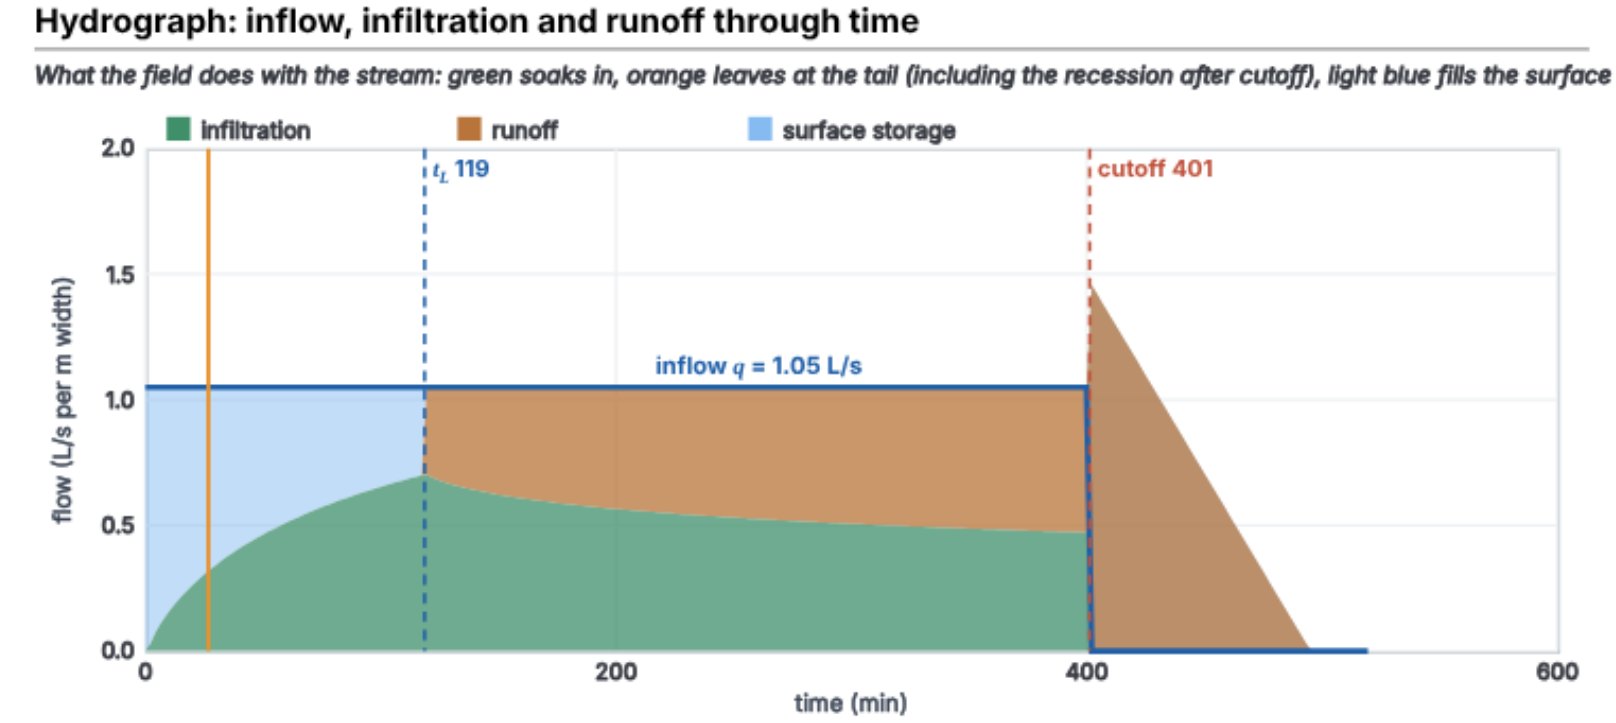 Hydrograph: inflow, infiltration and runoff through time
What the field does with the stream: green soaks in, orange leaves at the tail (including the recession after cutoff), light blue fills the surface
infiltration runoff surface storage
2.0
t_L 119
cutoff 401
1.5
inflow q = 1.05 L/s
1.0
0.5
0.0
flow (L/s per m width)
0 200 400 600
time (min)